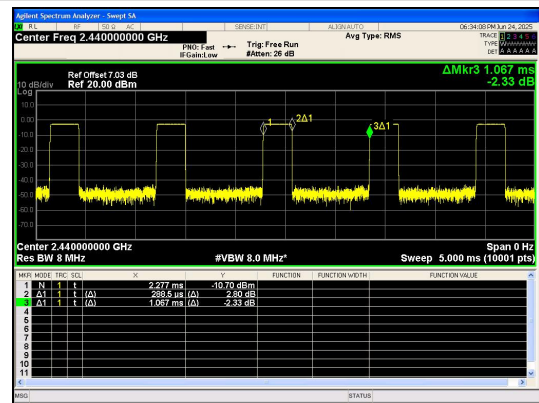 Agilent Spectrum Analyzer - Swept SA
RL RF 50 Ω AC SENSE:INT ALIGN AUTO 06:34:08 PM Jun 24, 2025
Center Freq 2.440000000 GHz Avg Type: RMS TRACE 1 2 3 4 5 6
PNO: Fast Trig: Free Run TYPE
IFGain:Low #Atten: 26 dB DET A A A A A A
Ref Offset 7.03 dB ΔMkr3 1.067 ms
10 dB/div Ref 20.00 dBm -2.33 dB
Log
10.0
0.00
-10.0
-20.0
-30.0
-40.0
-50.0
-60.0
-70.0
1 2Δ1 3Δ1
Center 2.440000000 GHz Span 0 Hz
Res BW 8 MHz #VBW 8.0 MHz* Sweep 5.000 ms (10001 pts)
MKR MODE TRC SCL X Y FUNCTION FUNCTION WIDTH FUNCTION VALUE
1 N 1 t 2.277 ms -10.70 dBm
2 Δ1 1 t (Δ) 288.5 µs (Δ) 2.80 dB
3 Δ1 1 t (Δ) 1.067 ms (Δ) -2.33 dB
4
5
6
7
8
9
10
11
MSG STATUS